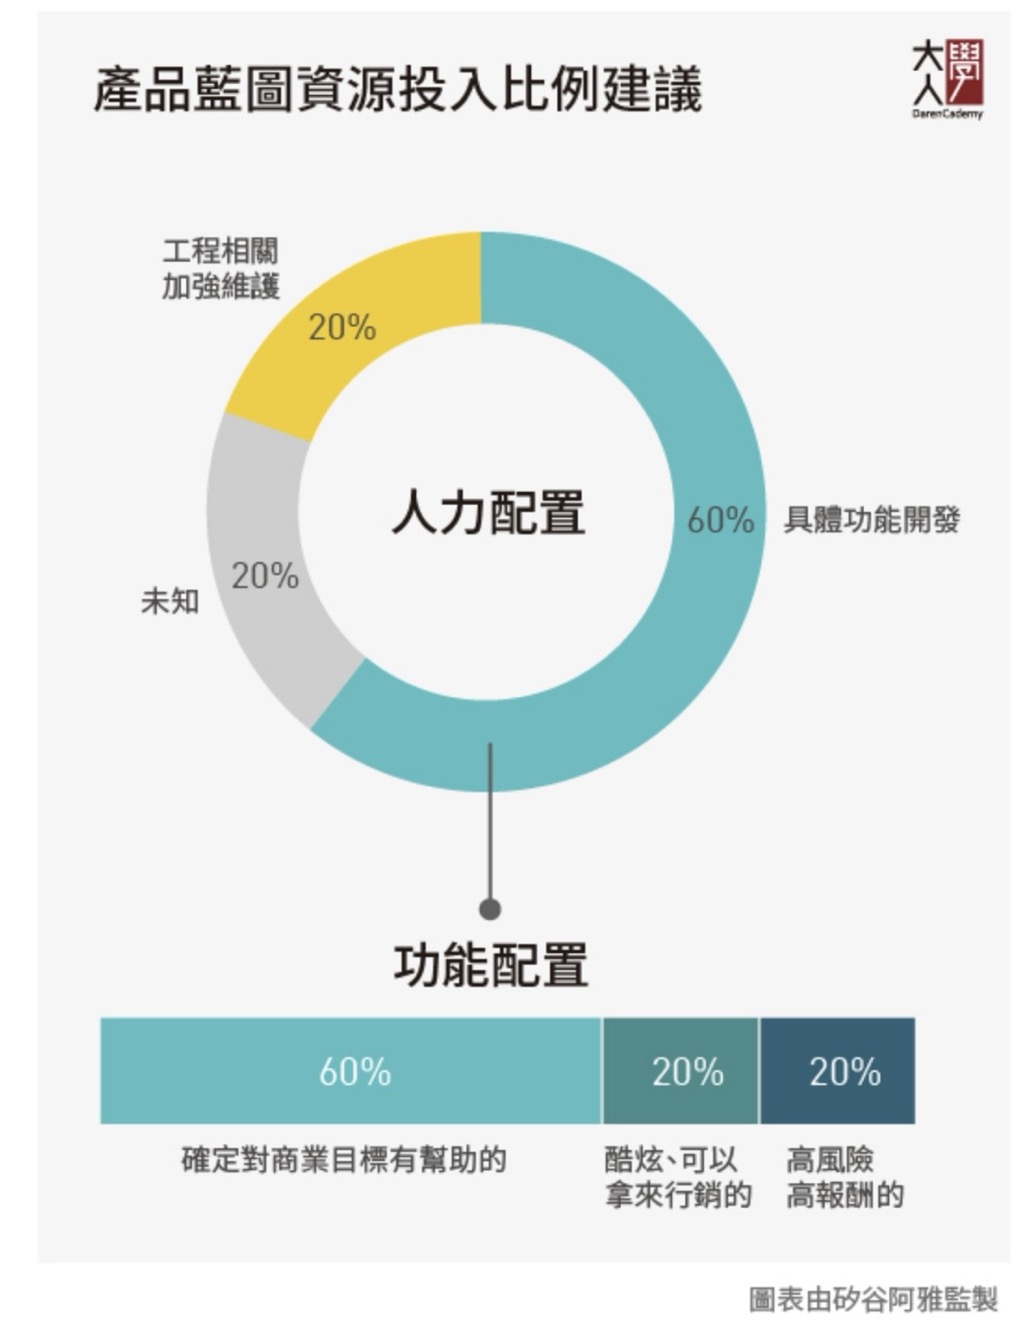 產品藍圖資源投入比例建議
大學
人
DarenCademy
工程相關
加強維護
20%
人力配置
60%
具體功能開發
20%
未知
功能配置
60%
20%
20%
確定對商業目標有幫助的
酷炫、可以
拿來行銷的
高風險
高報酬的
圖表由矽谷阿雅監製